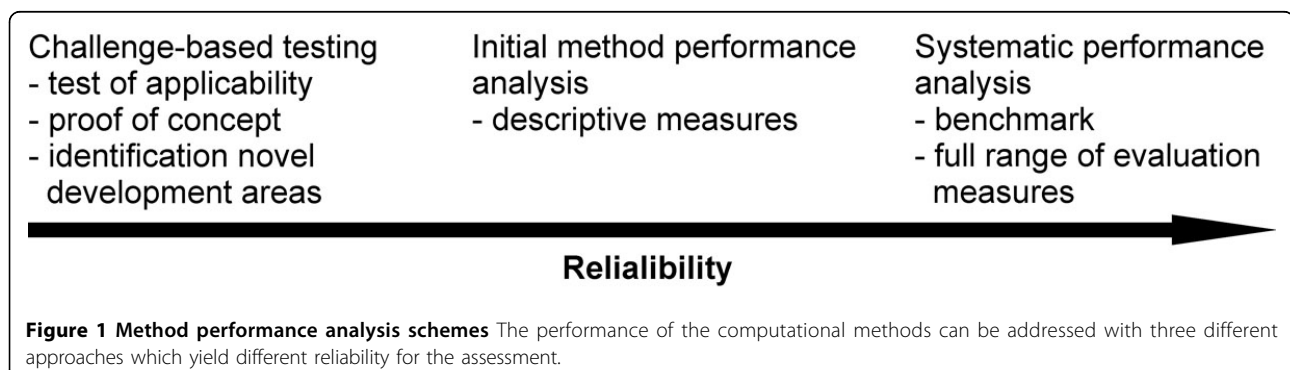 Challenge-based testing
- test of applicability
- proof of concept
- identification novel
development areas
Initial method performance
analysis
- descriptive measures
Systematic performance
analysis
- benchmark
- full range of evaluation
measures
Relialibility
Figure 1 Method performance analysis schemes The performance of the computational methods can be addressed with three different
approaches which yield different reliability for the assessment.